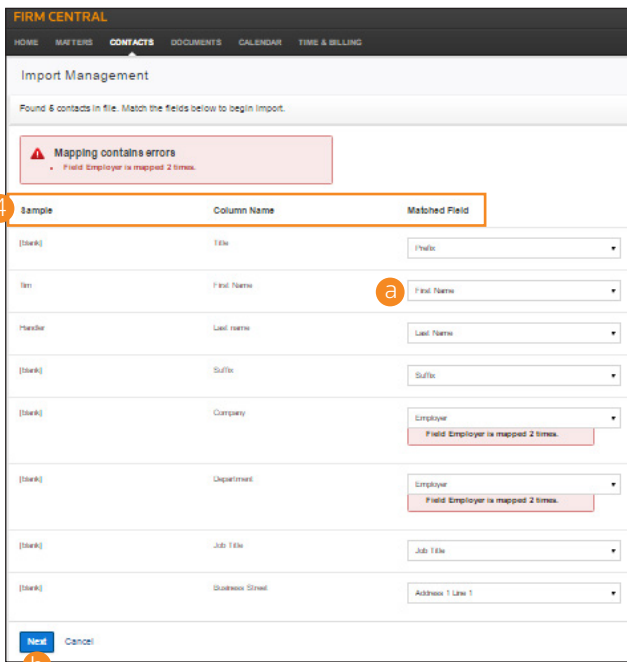 FIRM CENTRAL
HOME MATTERS CONTACTS DOCUMENTS CALENDAR TIME & BILLING
Import Management
Found 5 contacts in file. Match the fields below to begin import.
Mapping contains errors
• Field Employer is mapped 2 times.
4 Sample Column Name Matched Field
[blank] Title Prefix
Tim First Name a First Name
Handler Last name Last Name
[blank] Suffix Suffix
[blank] Company Employer
Field Employer is mapped 2 times.
[blank] Department Employer
Field Employer is mapped 2 times.
[blank] Job Title Job Title
[blank] Business Street Address 1 Line 1
Next Cancel
b